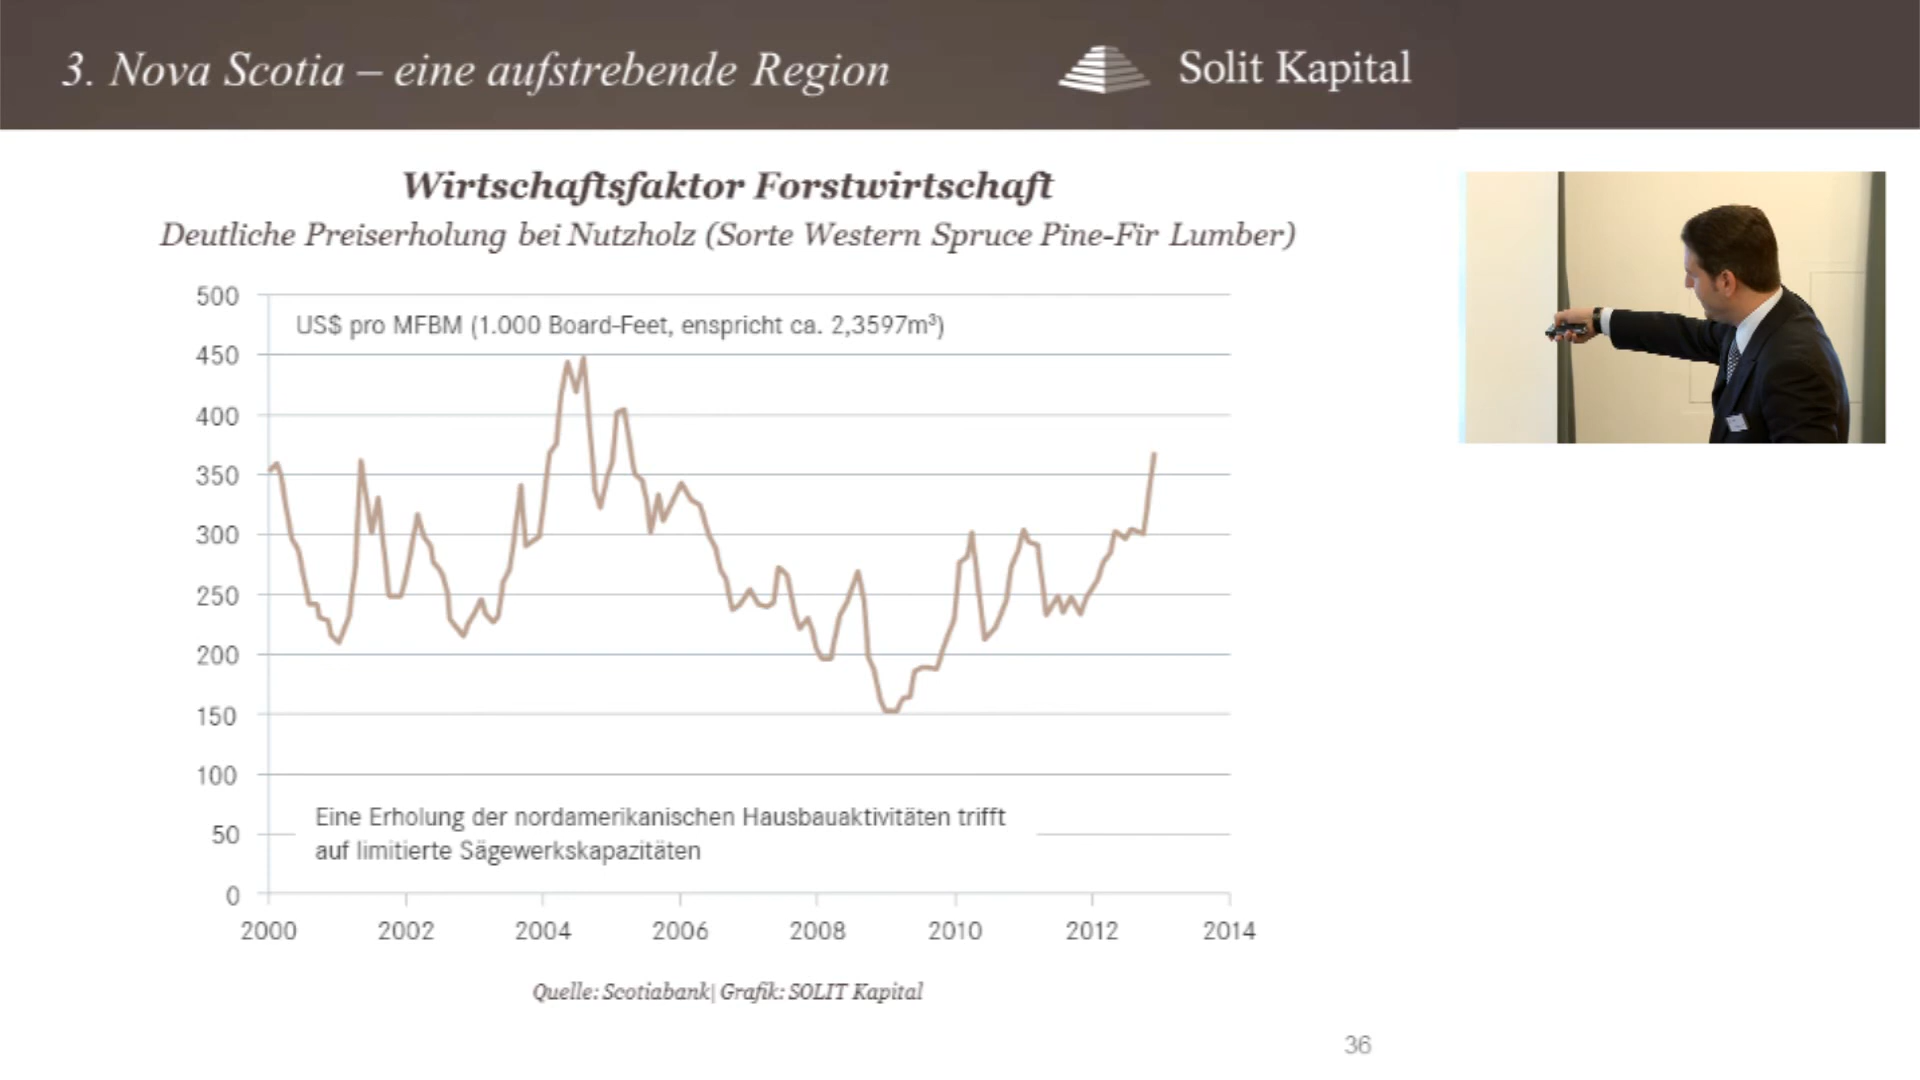 3. Nova Scotia – eine aufstrebende Region
Solit Kapital
Wirtschaftsfaktor Forstwirtschaft
Deutliche Preiserholung bei Nutzholz (Sorte Western Spruce Pine-Fir Lumber)
US$ pro MFBM (1.000 Board-Feet, enspricht ca. 2,3597m³)
500
450
400
350
300
250
200
150
100
50
0
Eine Erholung der nordamerikanischen Hausbauaktivitäten trifft
auf limitierte Sägewerkskapazitäten
2000 2002 2004 2006 2008 2010 2012 2014
Quelle: Scotiabank| Grafik: SOLIT Kapital
36